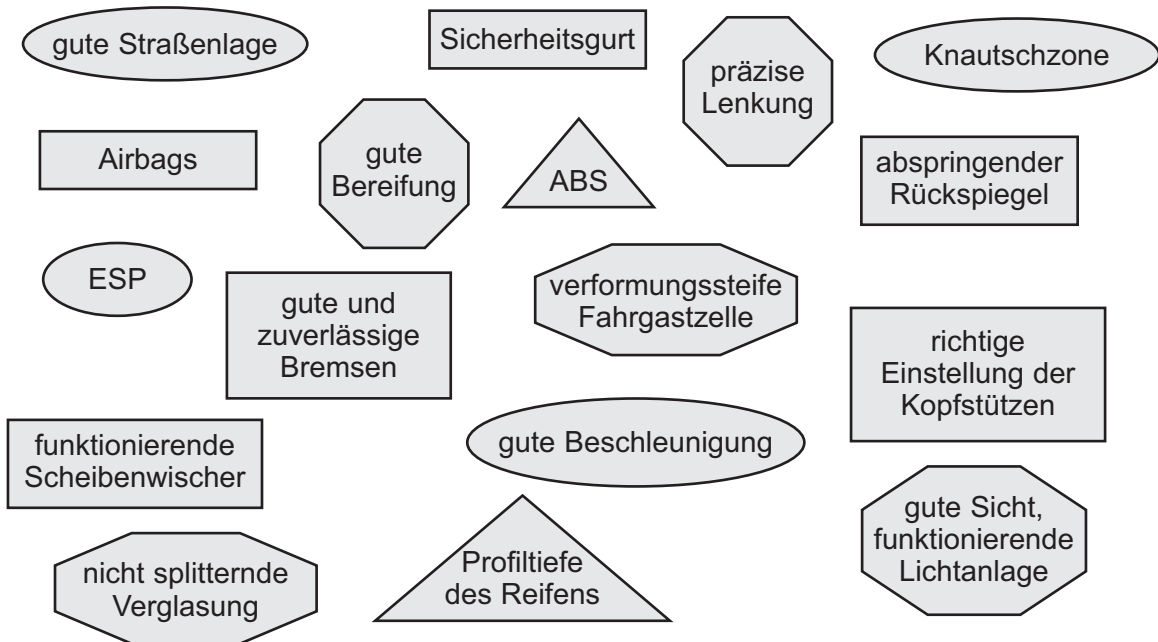 gute Straßenlage
Sicherheitsgurt
präzise
Lenkung
Knautschzone
Airbags
gute
Bereifung
ABS
abspringender
Rückspiegel
ESP
gute und
zuverlässige
Bremsen
verformungssteife
Fahrgastzelle
richtige
Einstellung der
Kopfstützen
funktionierende
Scheibenwischer
gute Beschleunigung
gute Sicht,
funktionierende
Lichtanlage
nicht splitternde
Verglasung
Profiltiefe
des Reifens